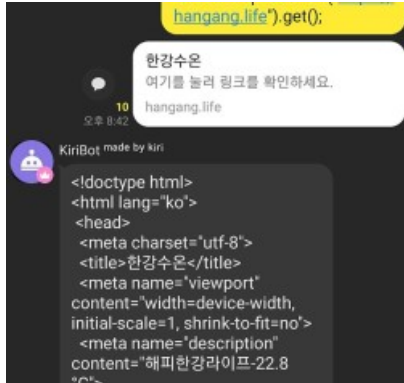 hangang.life").get();
한강수온
여기를 눌러 링크를 확인하세요.
hangang.life
10
오후 8:42
KiriBot made by kiri
<!doctype html>
<html lang="ko">
<head>
<meta charset="utf-8">
<title>한강수온</title>
<meta name="viewport"
content="width=device-width,
initial-scale=1, shrink-to-fit=no">
<meta name="description"
content="해피한강라이프-22.8
°C">